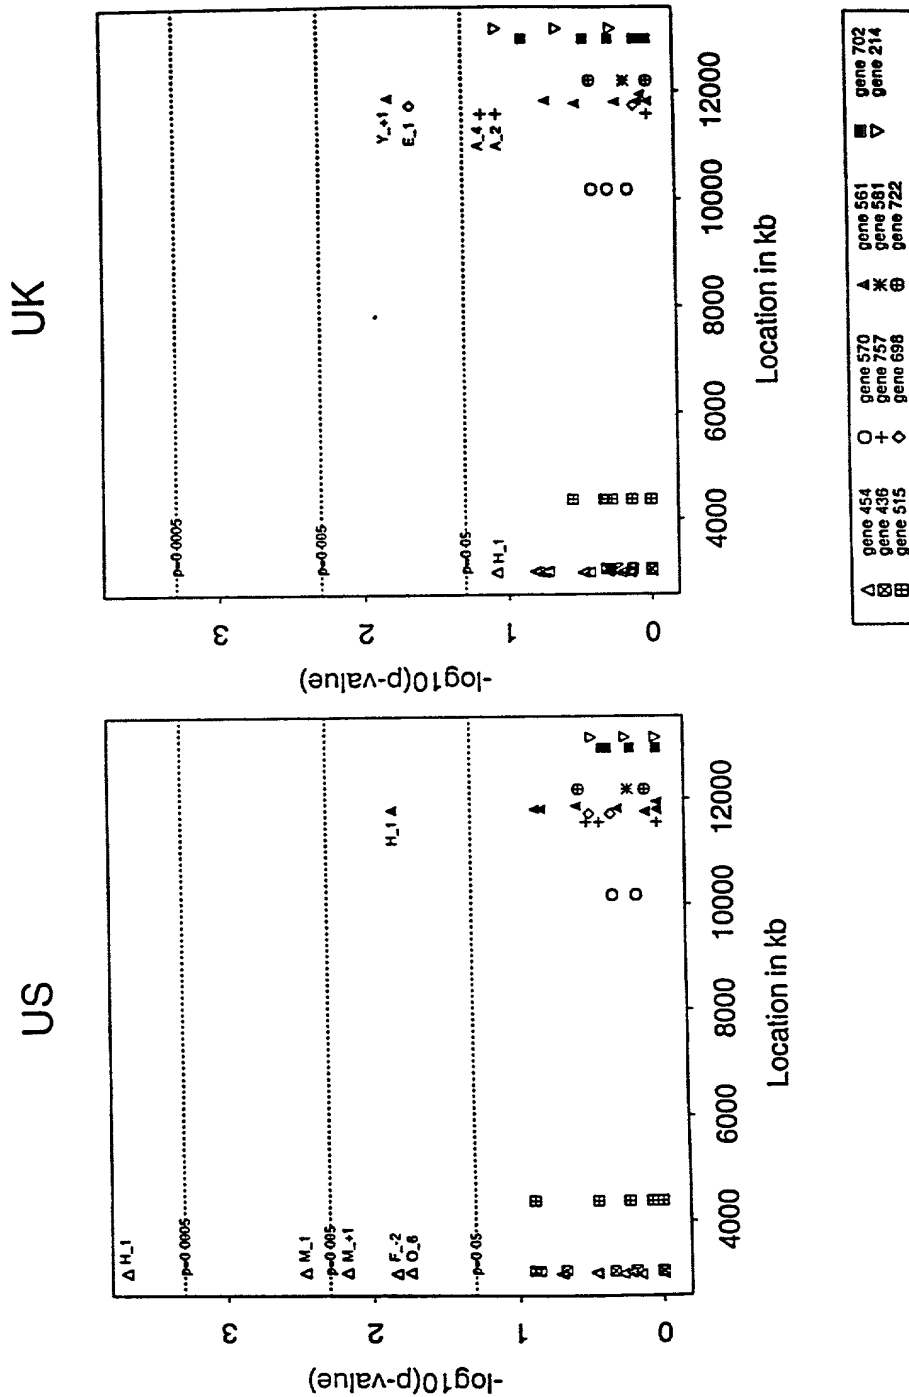 US
-log10(p-value)
3
2
1
0
p=0.0005
p=0.005
p=0.05
H_1
M_1
M_+1
F_-2
O_6
H_1
4000
6000
8000
10000
12000
Location in kb
UK
-log10(p-value)
3
2
1
0
p=0.0005
p=0.005
p=0.05
Y_+1
E_1
A_4
A_2
H_1
4000
6000
8000
10000
12000
Location in kb
gene 454 gene 570 gene 561 gene 702
gene 436 gene 757 gene 581 gene 214
gene 515 gene 698 gene 722